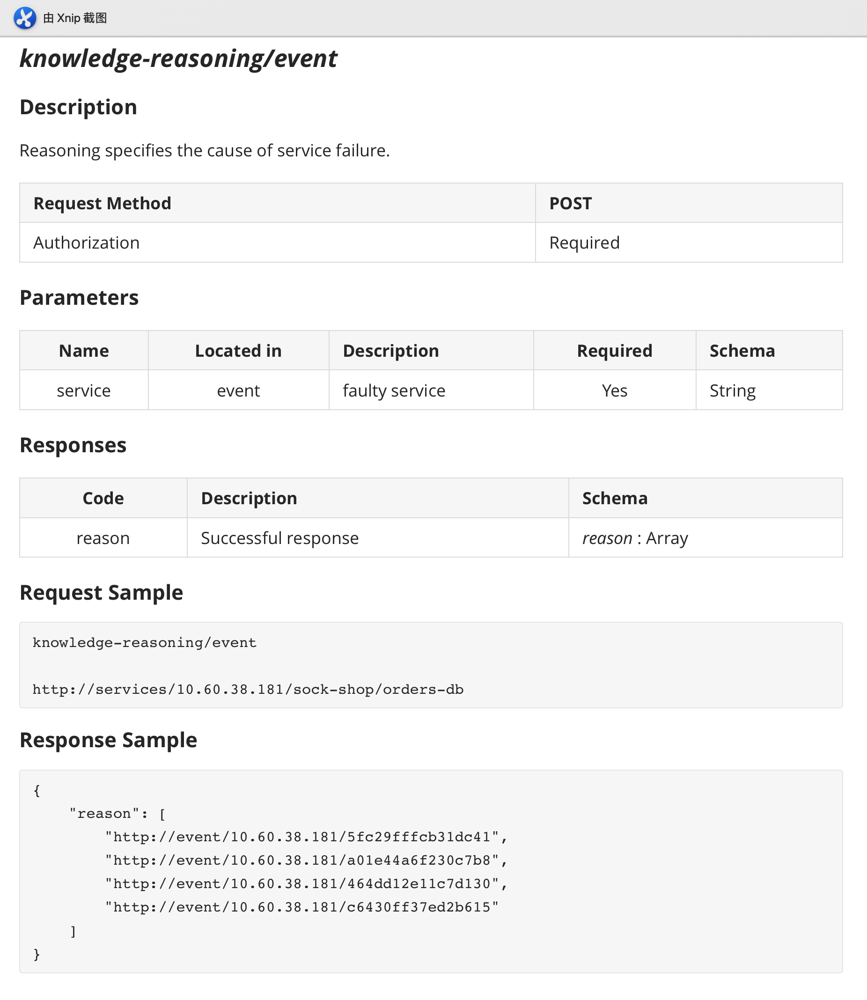 由 Xnip 截图
knowledge-reasoning/event
Description
Reasoning specifies the cause of service failure.
Request Method POST
Authorization Required
Parameters
Name Located in Description Required Schema
service event faulty service Yes String
Responses
Code Description Schema
reason Successful response reason : Array
Request Sample
knowledge-reasoning/event
http://services/10.60.38.181/sock-shop/orders-db
Response Sample
{
"reason": [
"http://event/10.60.38.181/5fc29fffcb31dc41",
"http://event/10.60.38.181/a01e44a6f230c7b8",
"http://event/10.60.38.181/464dd12e11c7d130",
"http://event/10.60.38.181/c6430ff37ed2b615"
]
}